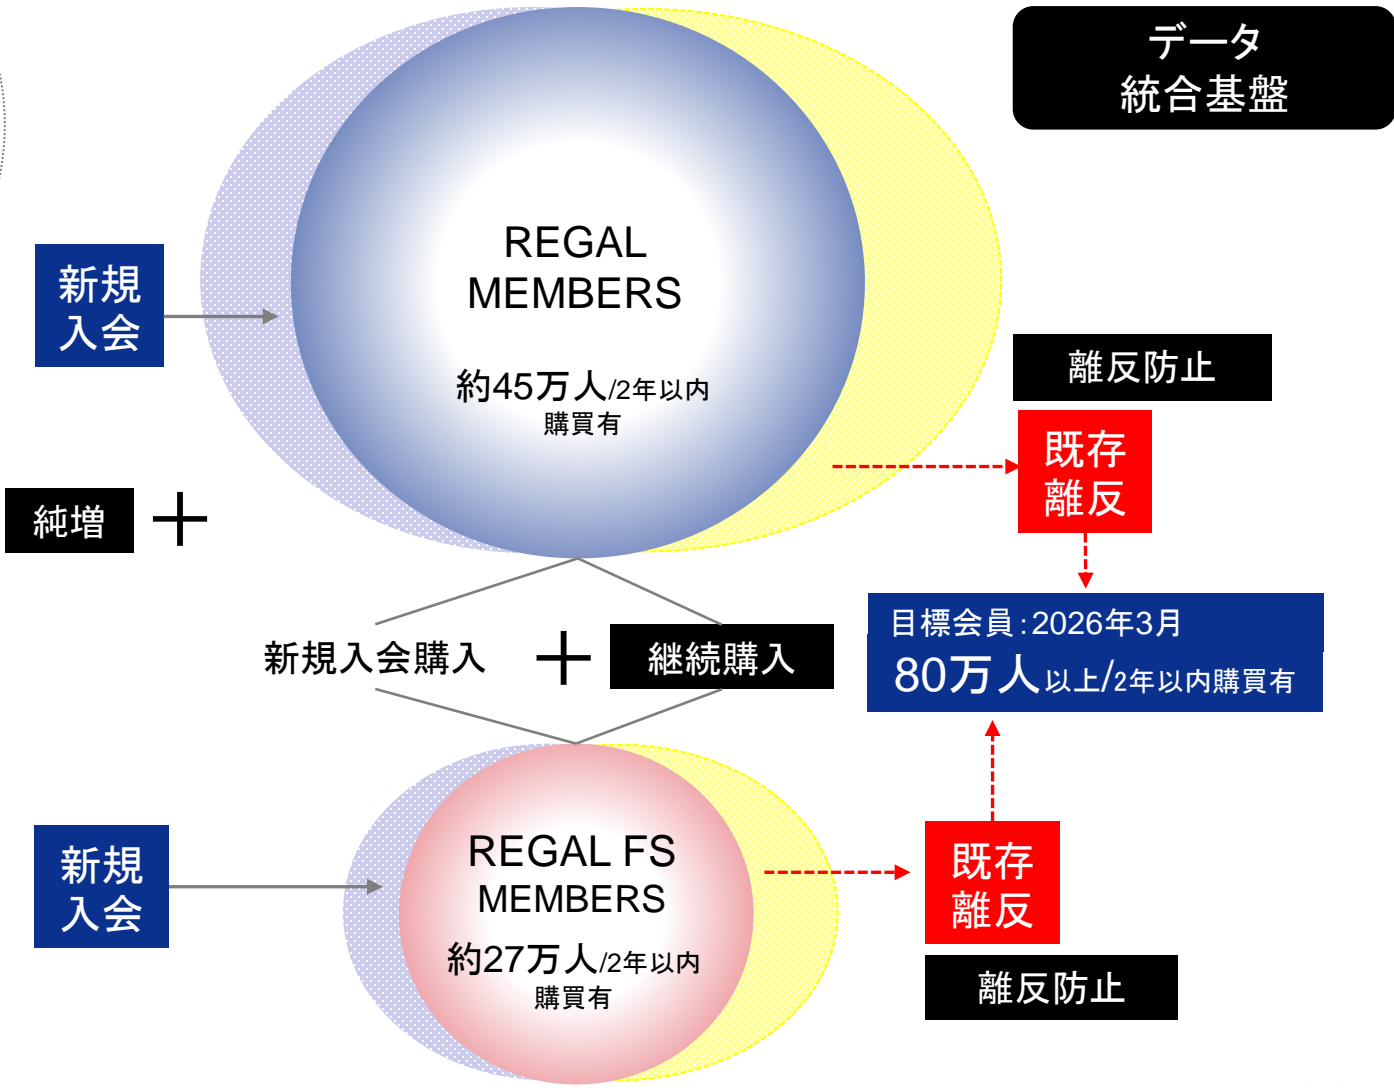 データ
統合基盤
REGAL
MEMBERS
新規
入会
約45万人/2年以内
購買有
離反防止
既存
離反
純増
＋
目標会員：2026年3月
80万人以上/2年以内購買有
新規入会購入 ＋ 継続購入
新規
入会
REGAL FS
MEMBERS
約27万人/2年以内
購買有
既存
離反
離反防止